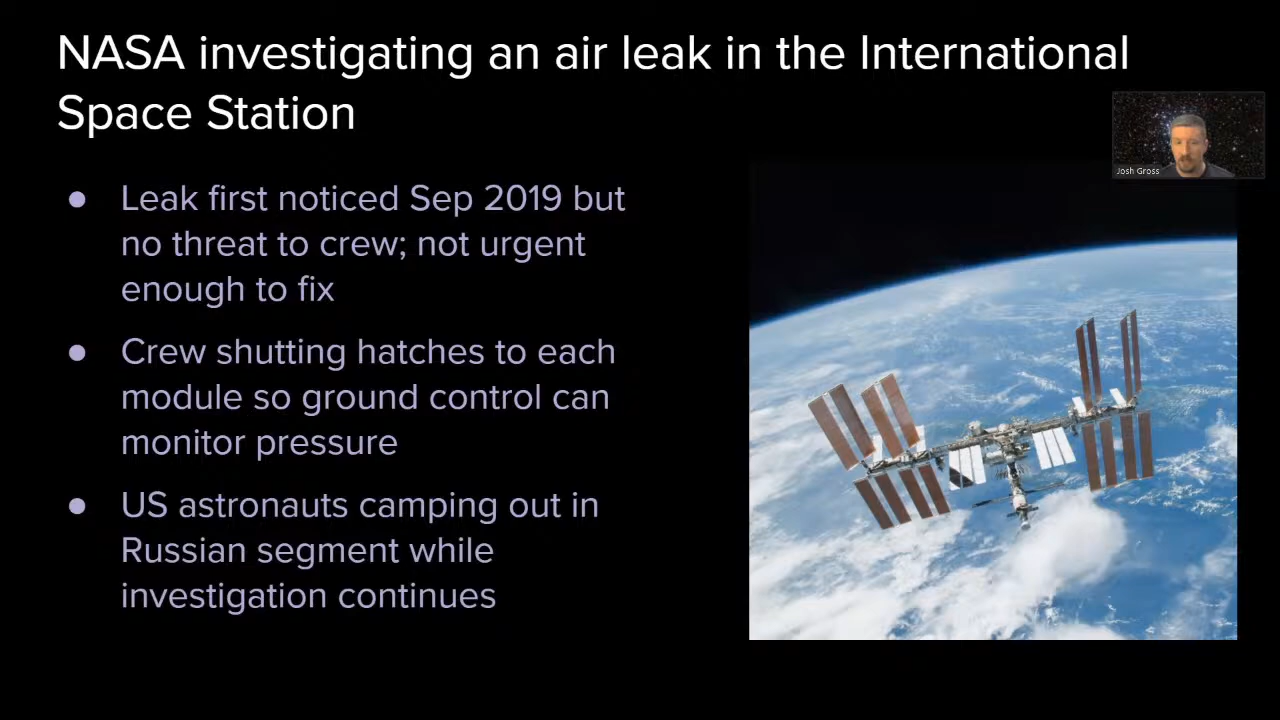 NASA investigating an air leak in the International
Space Station
Josh Gross
● Leak first noticed Sep 2019 but
no threat to crew; not urgent
enough to fix
● Crew shutting hatches to each
module so ground control can
monitor pressure
● US astronauts camping out in
Russian segment while
investigation continues